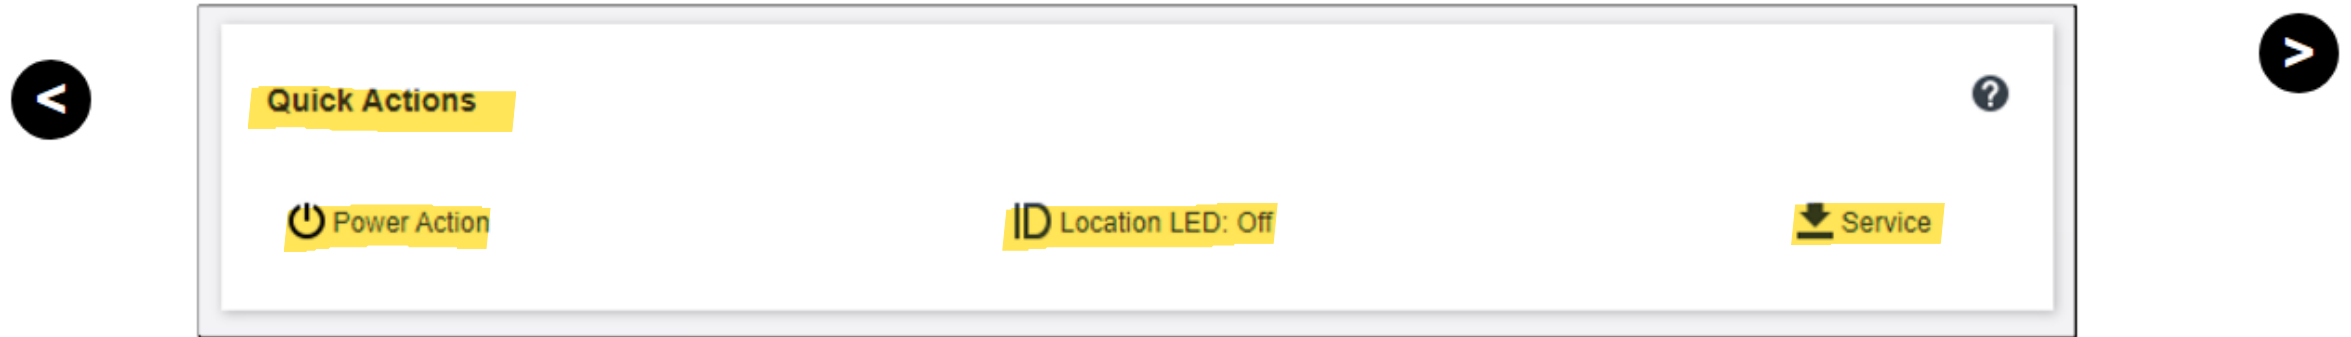 <
>
Quick Actions
?
Power Action
ID Location LED: Off
Service